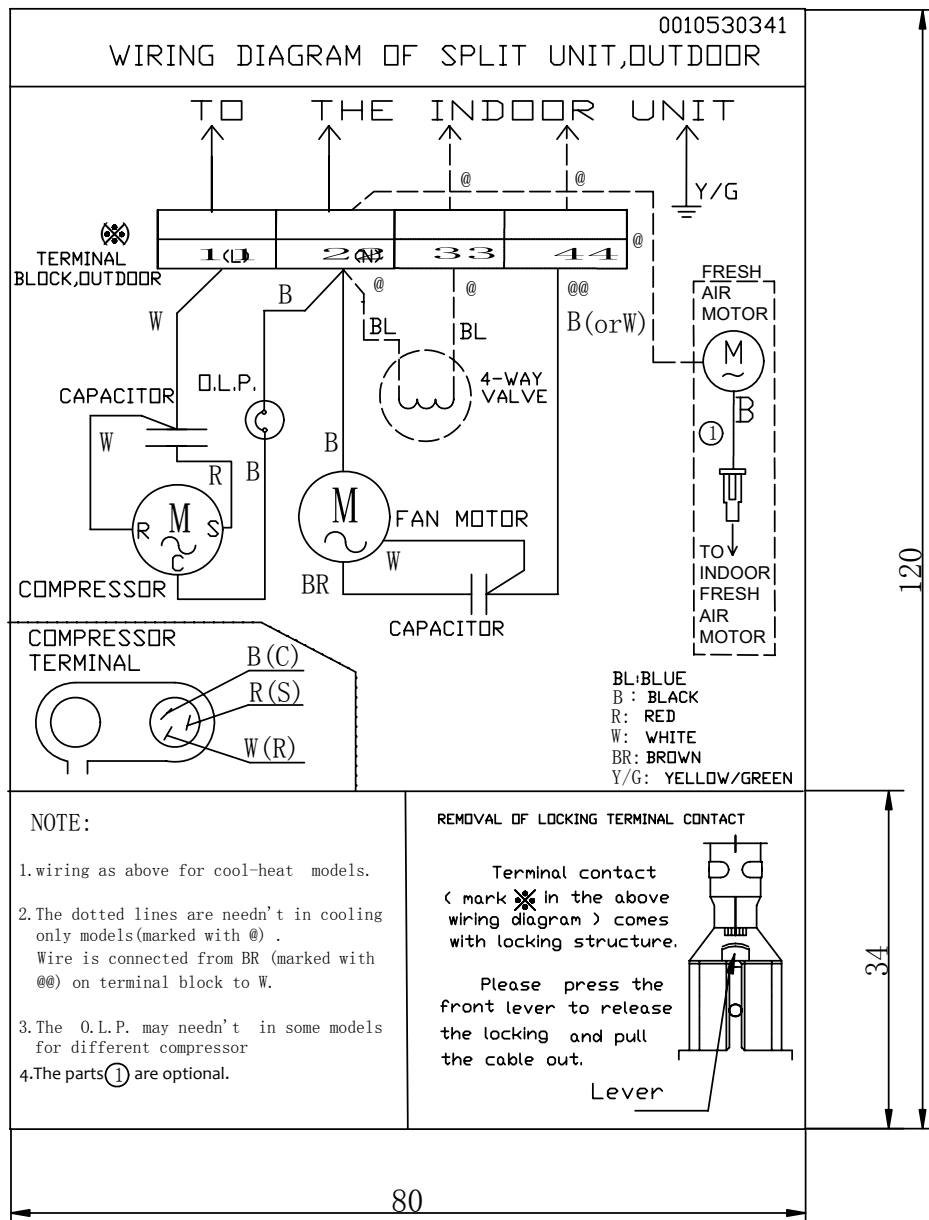 0010530341
WIRING DIAGRAM OF SPLIT UNIT,OUTDOOR
TO THE INDOOR UNIT
@ @
Y/G
1(L) 2(N) 3 4
@
TERMINAL
BLOCK,OUTDOOR
@ @ @@
W B BL BL B(orW)
FRESH
AIR
MOTOR
M
B
1
TO
INDOOR
FRESH
AIR
MOTOR
CAPACITOR
O.L.P.
4-WAY
VALVE
W R B B
R M S
C
COMPRESSOR
M
FAN MOTOR
W
BR
CAPACITOR
COMPRESSOR
TERMINAL
B(C)
R(S)
W(R)
BL:BLUE
B : BLACK
R: RED
W: WHITE
BR: BROWN
Y/G: YELLOW/GREEN
NOTE:
1.wiring as above for cool-heat models.
2.The dotted lines are needn't in cooling
only models(marked with @) .
Wire is connected from BR (marked with
@@) on terminal block to W.
3.The O.L.P. may needn't in some models
for different compressor
4.The parts 1 are optional.
REMOVAL OF LOCKING TERMINAL CONTACT
Terminal contact
( mark ※ in the above
wiring diagram ) comes
with locking structure.
Please press the
front lever to release
the locking and pull
the cable out.
Lever
120
34
80